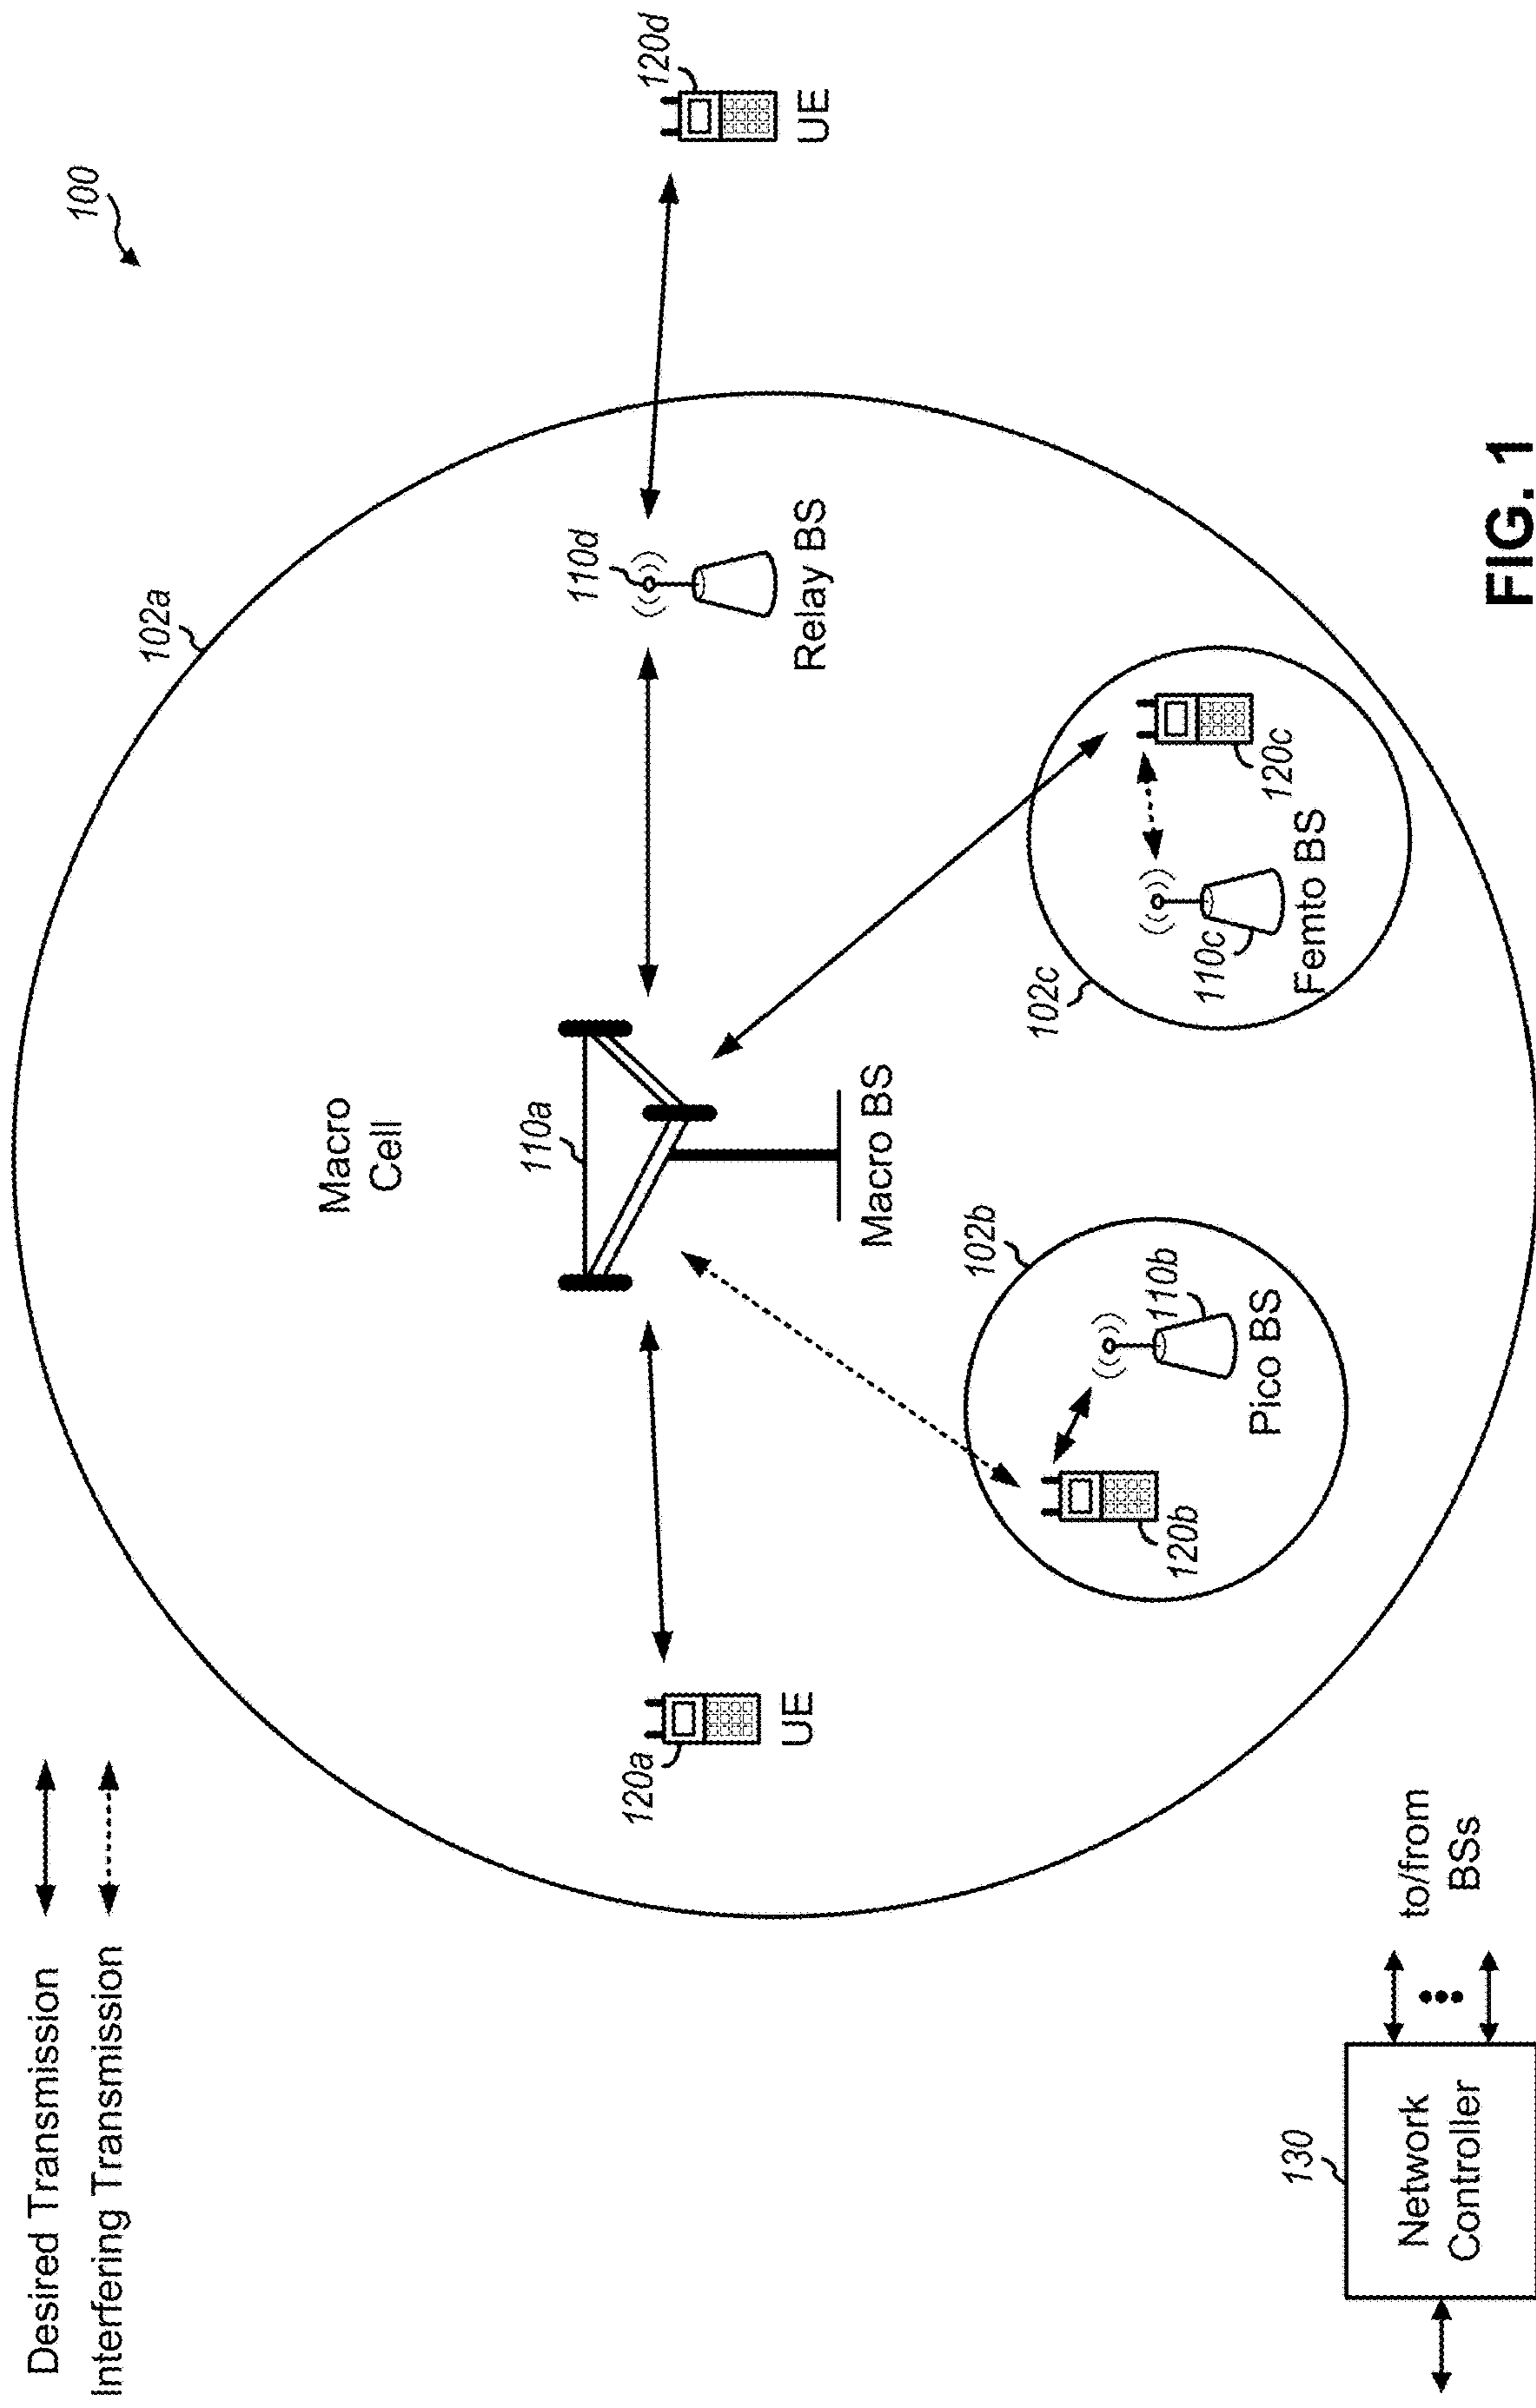 Desired Transmission
Interfering Transmission
100
102a
Macro
Cell
110a
110d
120a
UE
Macro BS
Relay BS
120d
UE
102b
120b
110b
Pico BS
102c
110c
120c
Femto BS
130
Network
Controller
to/from
BSs
FIG. 1